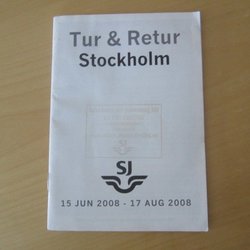 Tur & Retur
Stockholm
SJ
15 JUN 2008 - 17 AUG 2008